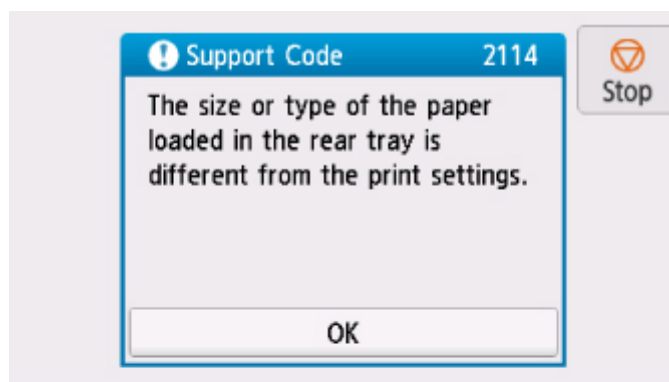 Support Code 2114
Stop
The size or type of the paper
loaded in the rear tray is
different from the print settings.
OK